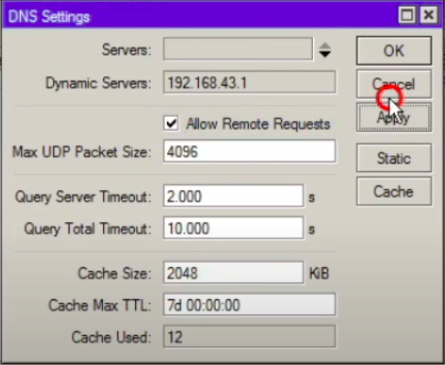 DNS Settings
Servers:
OK
Dynamic Servers: 192.168.43.1
Cancel
Allow Remote Requests
Apply
Max UDP Packet Size: 4096
Static
Query Server Timeout: 2.000 s
Cache
Query Total Timeout: 10.000 s
Cache Size: 2048 KiB
Cache Max TTL: 7d 00:00:00
Cache Used: 12